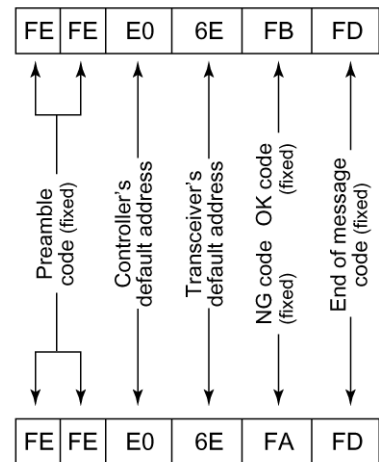 FE FE E0 6E FB FD
Preamble
code (fixed)
Controller's
default address
Transceiver's
default address
OK code
(fixed)
NG code
(fixed)
End of message
code (fixed)
FE FE E0 6E FA FD